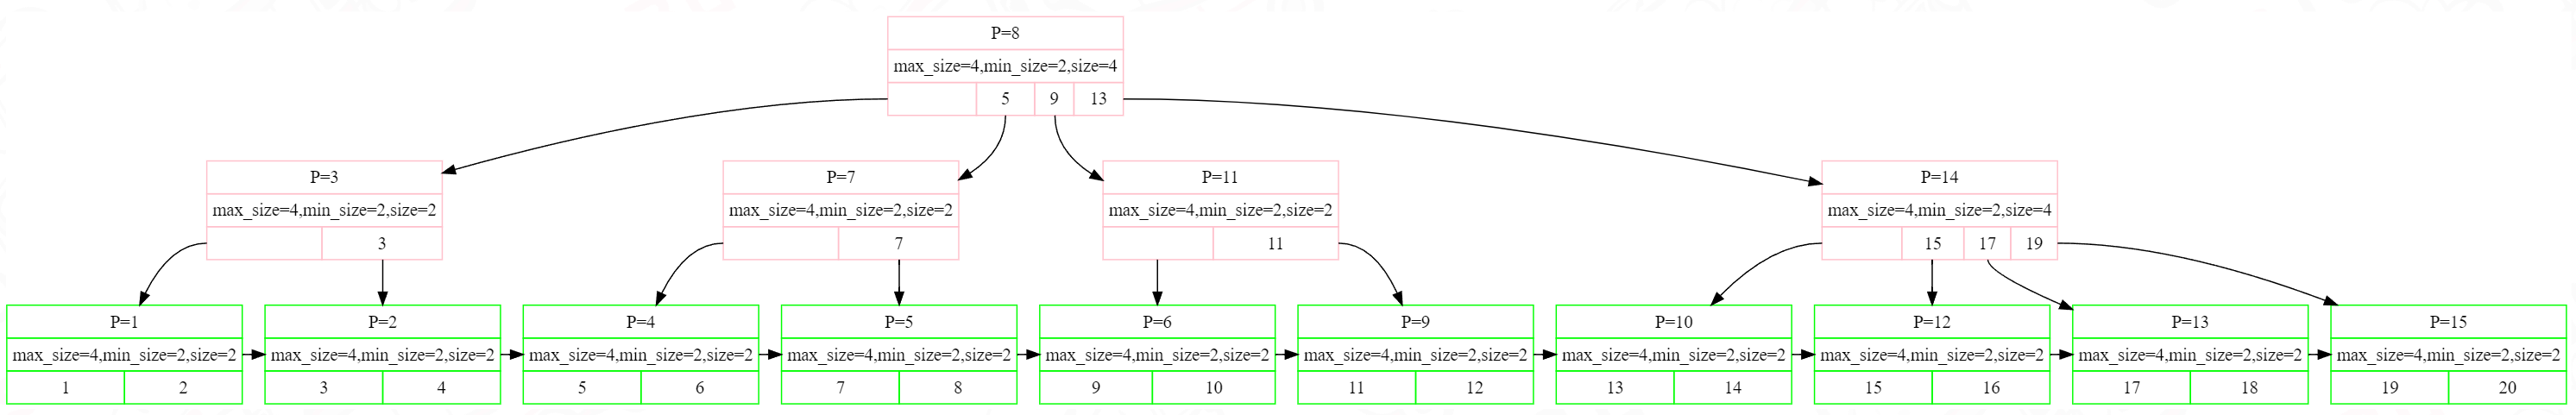 P=8
max_size=4,min_size=2,size=4
5 9 13
P=3 P=7 P=11 P=14
max_size=4,min_size=2,size=2 max_size=4,min_size=2,size=2 max_size=4,min_size=2,size=2 max_size=4,min_size=2,size=4
3 7 11 15 17 19
P=1 P=2 P=4 P=5 P=6 P=9 P=10 P=12 P=13 P=15
max_size=4,min_size=2,size=2 max_size=4,min_size=2,size=2 max_size=4,min_size=2,size=2 max_size=4,min_size=2,size=2 max_size=4,min_size=2,size=2 max_size=4,min_size=2,size=2 max_size=4,min_size=2,size=2 max_size=4,min_size=2,size=2 max_size=4,min_size=2,size=2 max_size=4,min_size=2,size=2
1 2 3 4 5 6 7 8 9 10 11 12 13 14 15 16 17 18 19 20